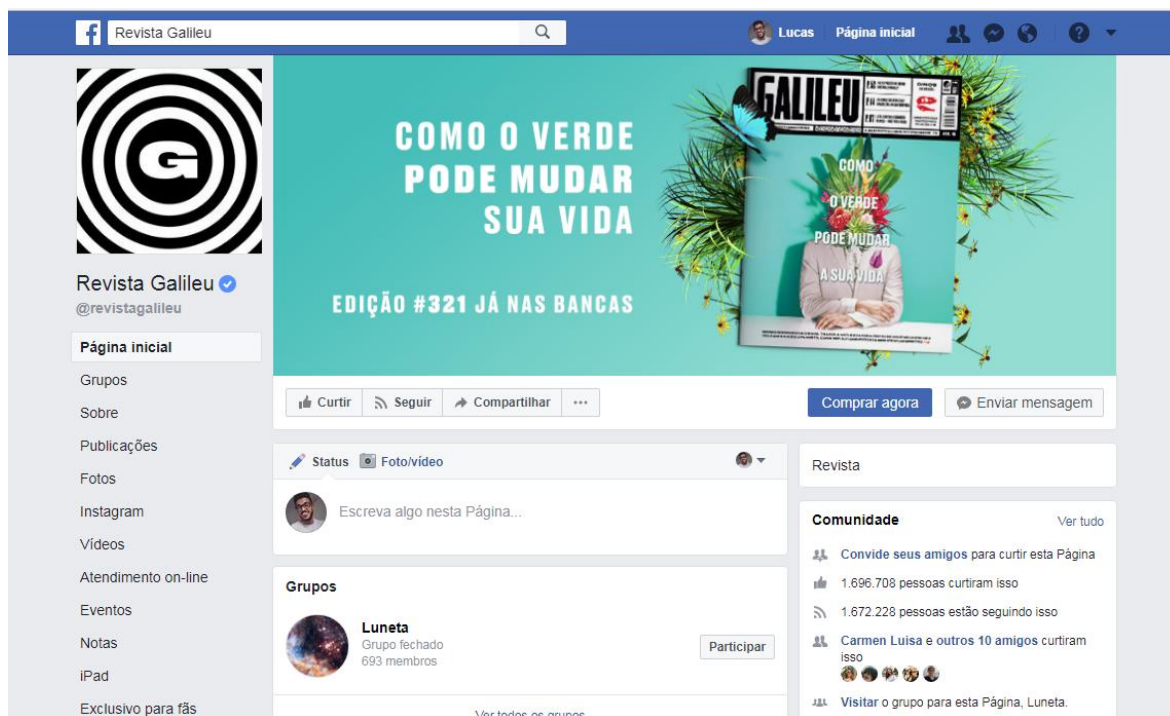 Revista Galileu
Lucas Página inicial
G
Revista Galileu
@revistagalileu
Página inicial
Grupos
Sobre
Publicações
Fotos
Instagram
Vídeos
Atendimento on-line
Eventos
Notas
iPad
Exclusivo para fãs
COMO O VERDE
PODE MUDAR
SUA VIDA
EDIÇÃO #321 JÁ NAS BANCAS
GALILEU
COMO
O VERDE
PODE MUDAR
A SUA VIDA
Curtir Seguir Compartilhar ...
Comprar agora Enviar mensagem
Status Foto/vídeo
Escreva algo nesta Página...
Grupos
Luneta
Grupo fechado
693 membros
Participar
Ver todos os grupos
Revista
Comunidade Ver tudo
Convide seus amigos para curtir esta Página
1.696.708 pessoas curtiram isso
1.672.228 pessoas estão seguindo isso
Carmen Luisa e outros 10 amigos curtiram
isso
Visitar o grupo para esta Página, Luneta.